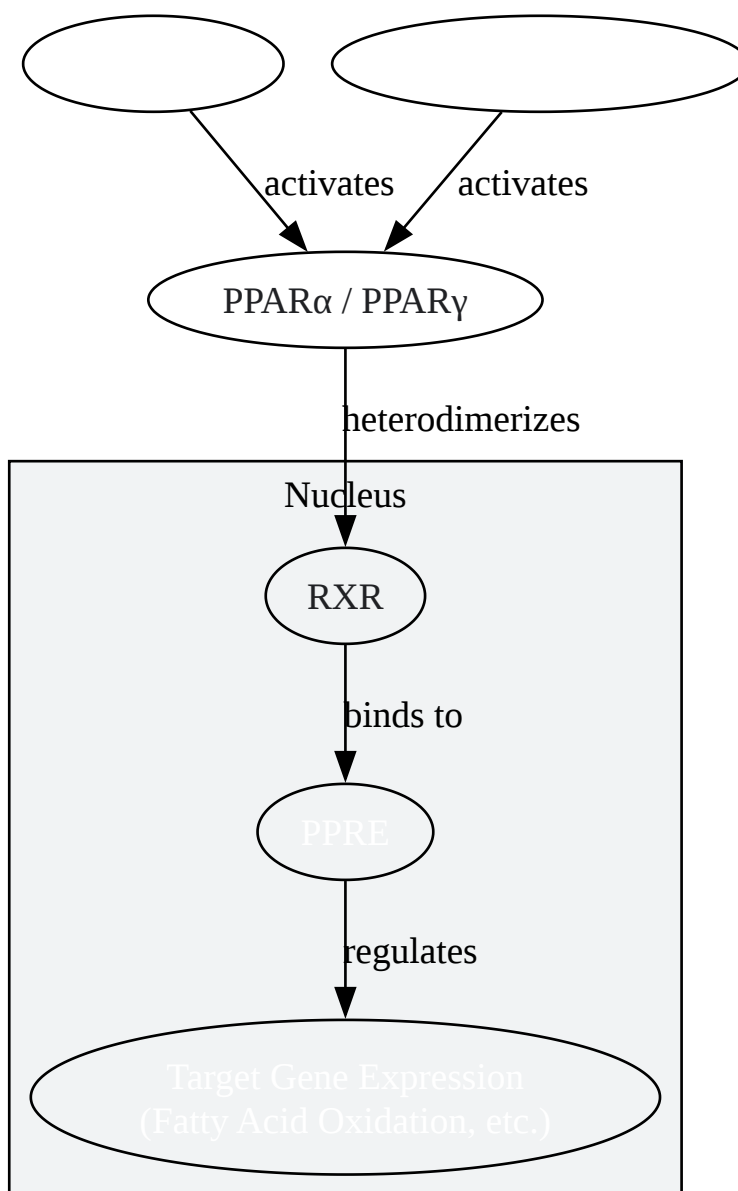 activates
activates
PPARα / PPARγ
heterodimerizes
Nucleus
RXR
binds to
PPRE
regulates
Target Gene Expression
(Fatty Acid Oxidation, etc.)